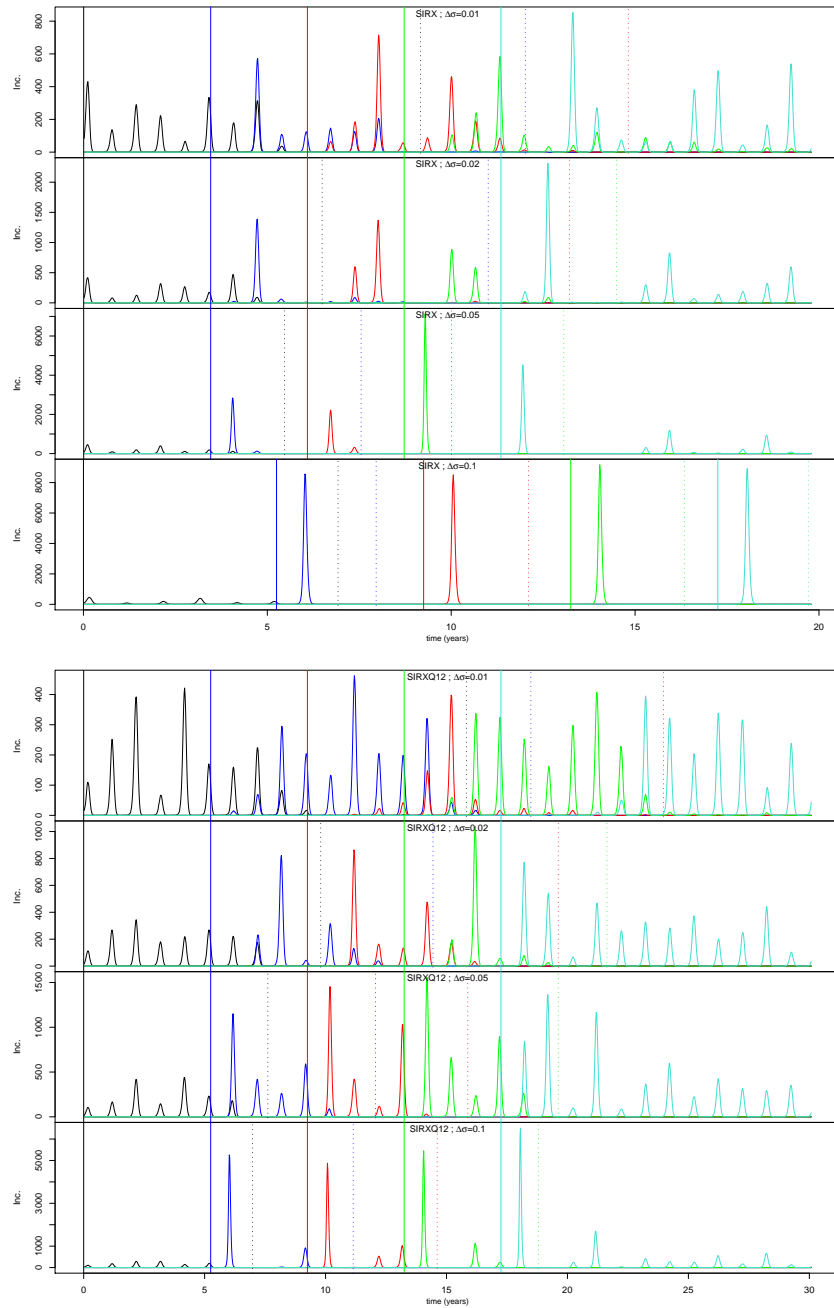 SIRX ; Δσ=0.01
Inc.
0 200 400 600 800
SIRX ; Δσ=0.02
Inc.
0 500 1000 1500 2000
SIRX ; Δσ=0.05
Inc.
0 2000 4000 6000
SIRX ; Δσ=0.1
Inc.
0 2000 4000 6000 8000
0 5 10 15 20
time (years)
SIRXQ12 ; Δσ=0.01
Inc.
0 100 200 300 400
SIRXQ12 ; Δσ=0.02
Inc.
0 200 400 600 800 1000
SIRXQ12 ; Δσ=0.05
Inc.
0 500 1000 1500
SIRXQ12 ; Δσ=0.1
Inc.
0 1000 3000 5000
0 5 10 15 20 25 30
time (years)